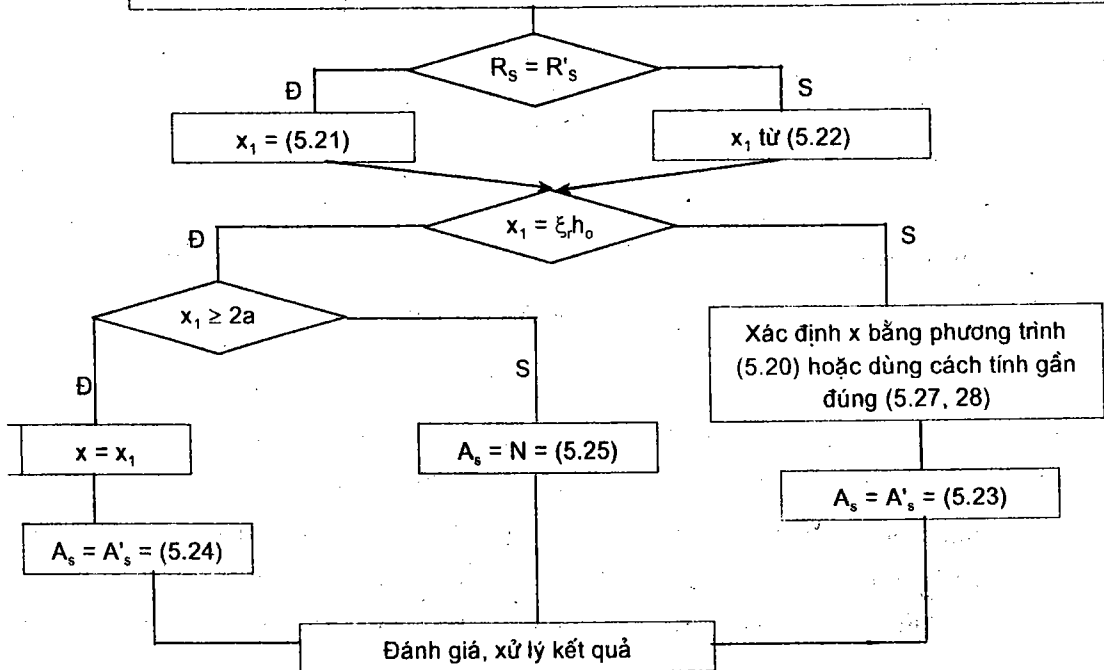 R_s = R'_s
Đ
S
x_1 = (5.21)
x_1 từ (5.22)
x_1 = ξ_r h_o
Đ
S
x_1 ≥ 2a
Đ
S
Xác định x bằng phương trình
(5.20) hoặc dùng cách tính gần
đúng (5.27, 28)
x = x_1
A_s = N = (5.25)
A_s = A'_s = (5.23)
A_s = A'_s = (5.24)
Đánh giá, xử lý kết quả